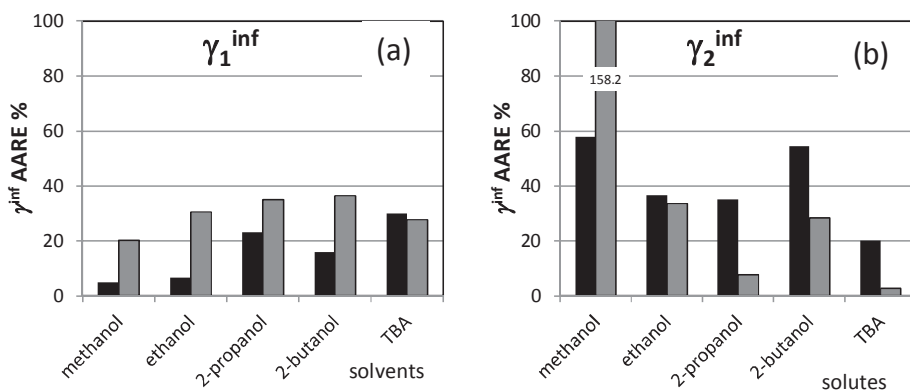 γ₁ⁱⁿᶠ
(a)
γⁱⁿᶠ AARE %
100
80
60
40
20
0
methanol
ethanol
2-propanol
2-butanol
TBA
solvents
γ₂ⁱⁿᶠ
(b)
γⁱⁿᶠ AARE %
100
80
60
40
20
0
158.2
methanol
ethanol
2-propanol
2-butanol
TBA
solutes